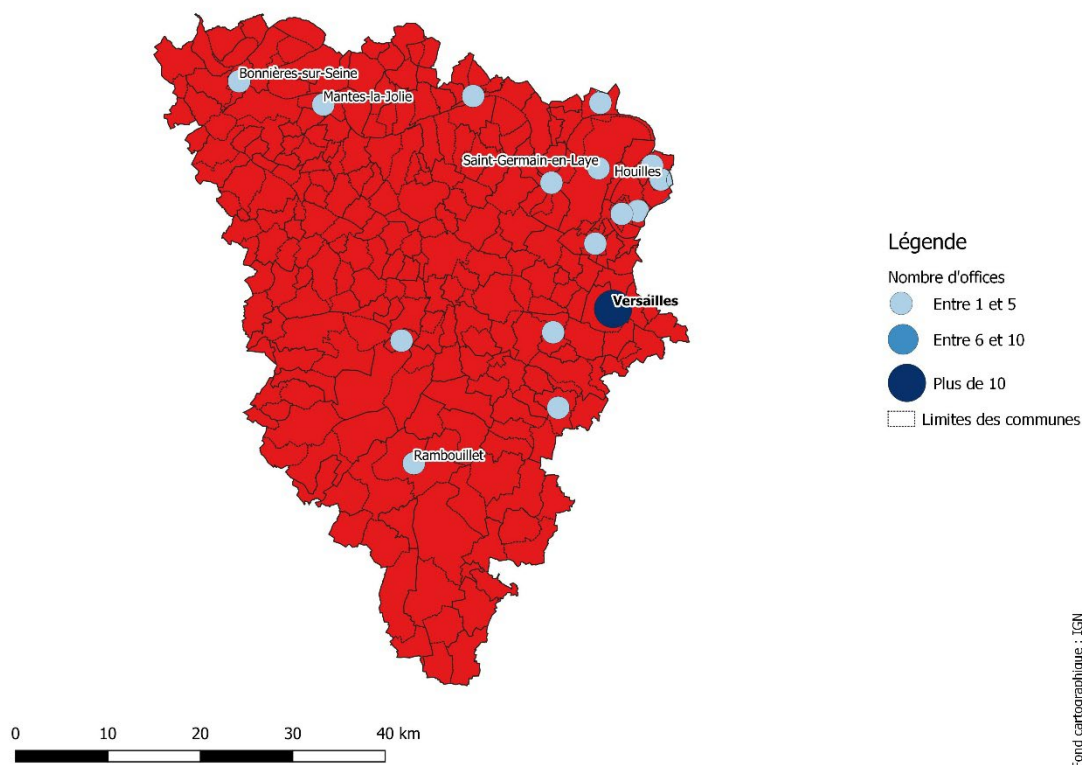 Bonnières-sur-Seine
Mantes-la-Jolie
Saint-Germain-en-Laye
Houilles
Versailles
Rambouillet
Légende
Nombre d'offices
Entre 1 et 5
Entre 6 et 10
Plus de 10
Limites des communes
0 10 20 30 40 km
Fond cartographique : IGN